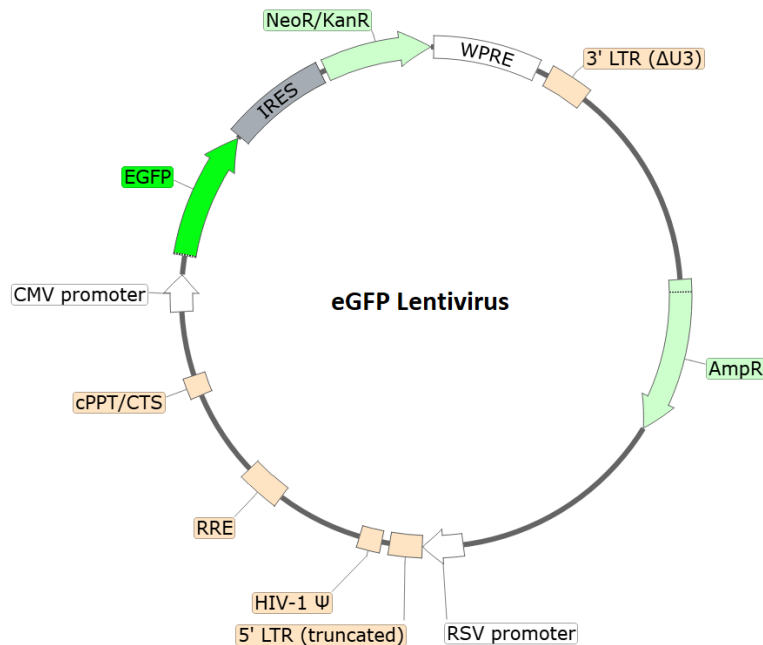 NeoR/KanR
WPRE
3' LTR (ΔU3)
IRES
EGFP
CMV promoter
eGFP Lentivirus
AmpR
cPPT/CTS
RRE
HIV-1 Ψ
5' LTR (truncated)
RSV promoter